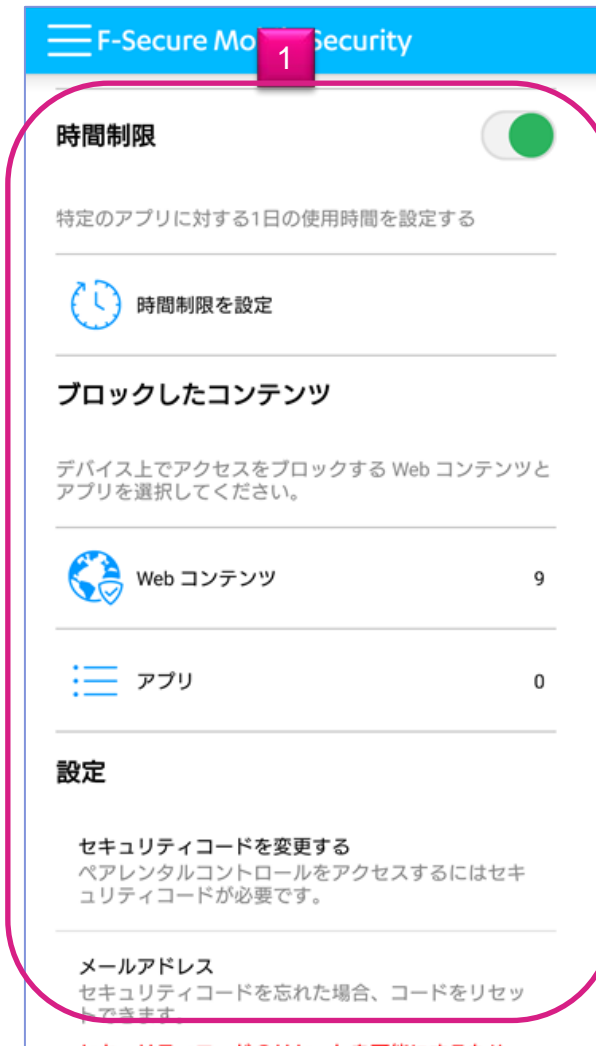 F-Secure Mo Security
1
時間制限
特定のアプリに対する1日の使用時間を設定する
時間制限を設定
ブロックしたコンテンツ
デバイス上でアクセスをブロックする Web コンテンツと
アプリを選択してください。
Web コンテンツ 9
アプリ 0
設定
セキュリティコードを変更する
ペアレンタルコントロールをアクセスするにはセキ
ュリティコードが必要です。
メールアドレス
セキュリティコードを忘れた場合、コードをリセッ
トできます。